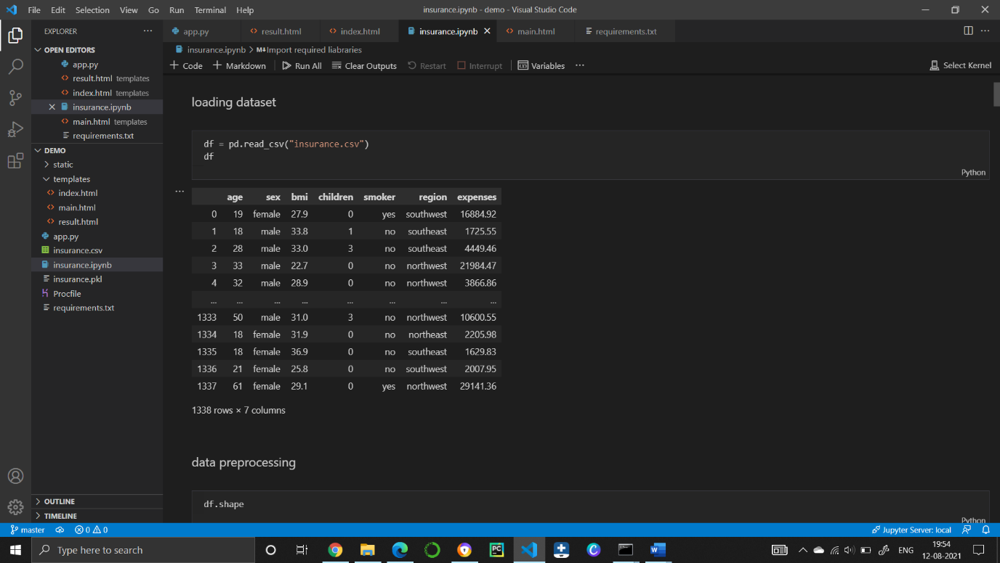 File Edit Selection View Go Run Terminal Help
insurance.ipynb - demo - Visual Studio Code
EXPLORER
app.py result.html index.html insurance.ipynb main.html requirements.txt
OPEN EDITORS
app.py
result.html templates
index.html templates
insurance.ipynb
main.html templates
requirements.txt
DEMO
static
templates
index.html
main.html
result.html
app.py
insurance.csv
insurance.ipynb
insurance.pkl
Procfile
requirements.txt
OUTLINE
TIMELINE
insurance.ipynb > M↓Import required liabraries
+ Code + Markdown Run All Clear Outputs Restart Interrupt Variables ... Select Kernel
loading dataset
df = pd.read_csv("insurance.csv")
df
Python
age sex bmi children smoker region expenses
0 19 female 27.9 0 yes southwest 16884.92
1 18 male 33.8 1 no southeast 1725.55
2 28 male 33.0 3 no southeast 4449.46
3 33 male 22.7 0 no northwest 21984.47
4 32 male 28.9 0 no northwest 3866.86
... ... ... ... ... ... ... ...
1333 50 male 31.0 3 no northwest 10600.55
1334 18 female 31.9 0 no northeast 2205.98
1335 18 female 36.9 0 no southeast 1629.83
1336 21 female 25.8 0 no southwest 2007.95
1337 61 female 29.1 0 yes northwest 29141.36
1338 rows × 7 columns
data preprocessing
df.shape
Python
master 0 0 Jupyter Server: local
Type here to search
PC
W
ENG
19:54
12-08-2021